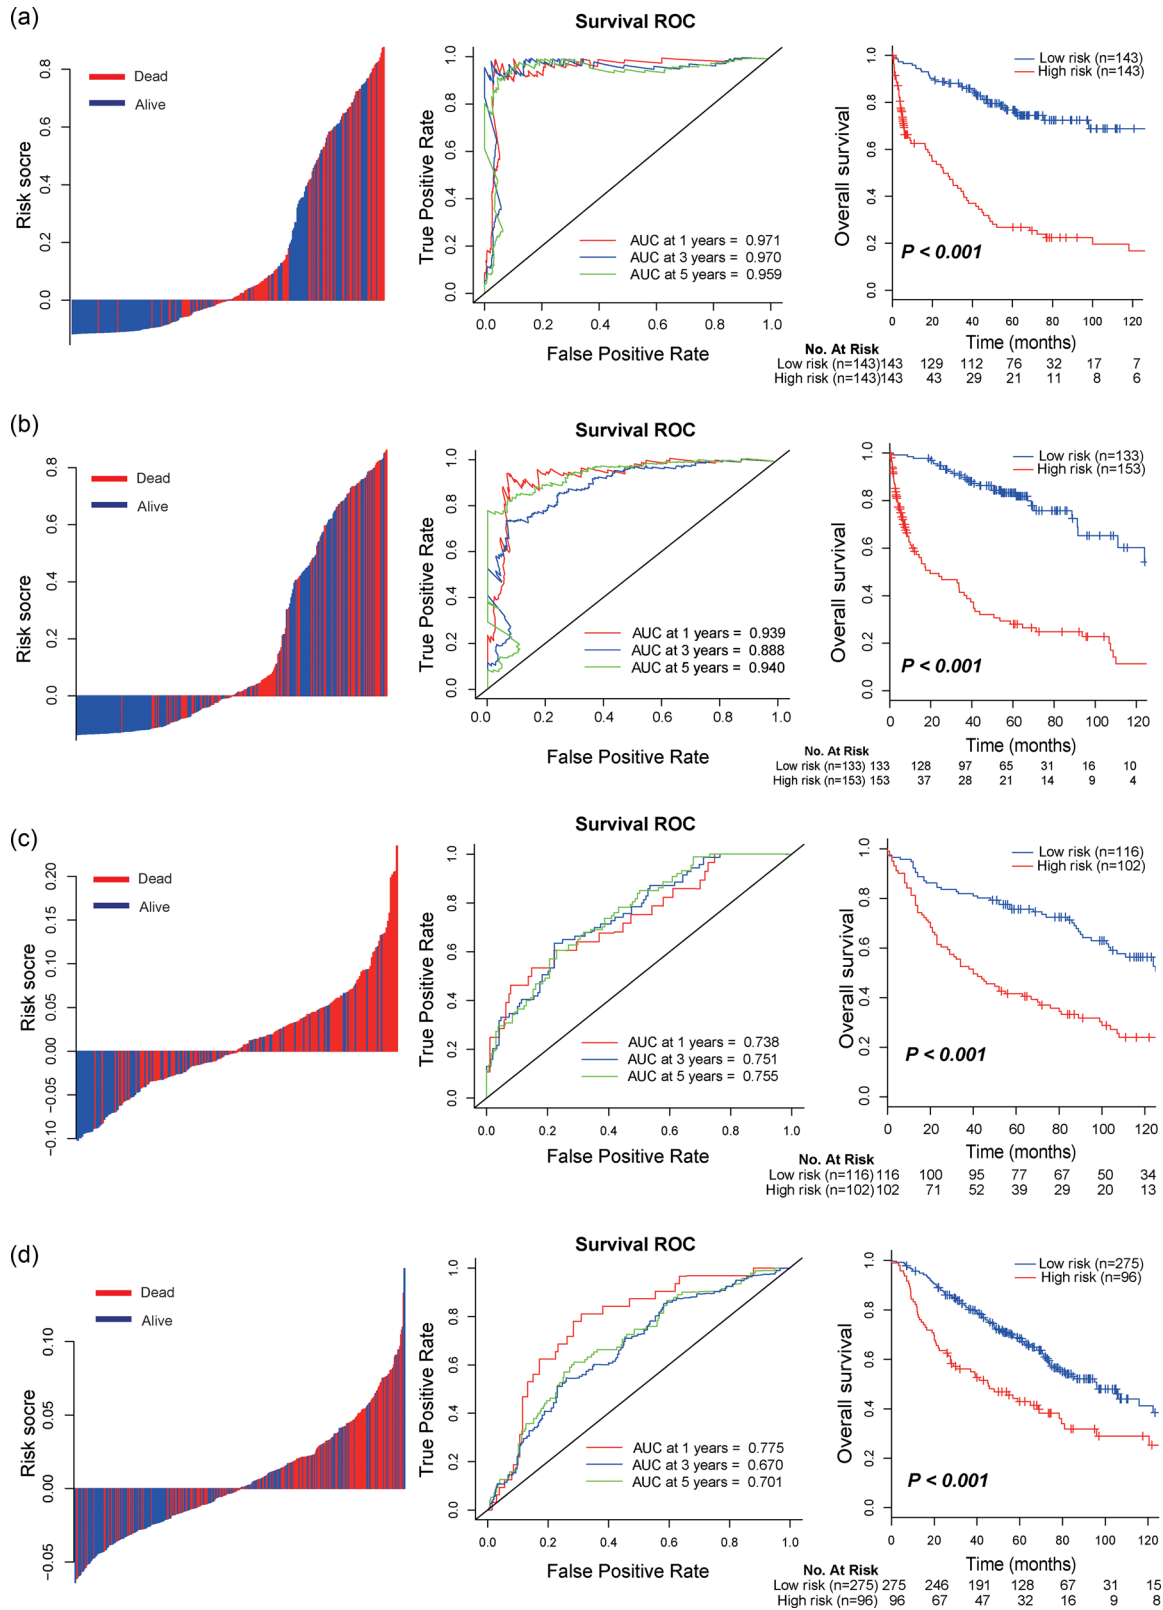 (a)
Risk socre
0.0 0.2 0.4 0.6 0.8
Dead
Alive
Survival ROC
True Positive Rate
0.0 0.2 0.4 0.6 0.8 1.0
AUC at 1 years = 0.971
AUC at 3 years = 0.970
AUC at 5 years = 0.959
0.0 0.2 0.4 0.6 0.8 1.0
False Positive Rate
Overall survival
0.0 0.2 0.4 0.6 0.8 1.0
Low risk (n=143)
High risk (n=143)
P < 0.001
0 20 40 60 80 100 120
Time (months)
No. At Risk
Low risk (n=143) 143 129 112 76 32 17 7
High risk (n=143) 143 43 29 21 11 8 6
(b)
Risk socre
0.0 0.2 0.4 0.6 0.8
Dead
Alive
Survival ROC
True Positive Rate
0.0 0.2 0.4 0.6 0.8 1.0
AUC at 1 years = 0.939
AUC at 3 years = 0.888
AUC at 5 years = 0.940
0.0 0.2 0.4 0.6 0.8 1.0
False Positive Rate
Overall survival
0.0 0.2 0.4 0.6 0.8 1.0
Low risk (n=133)
High risk (n=153)
P < 0.001
0 20 40 60 80 100 120
Time (months)
No. At Risk
Low risk (n=133) 133 128 97 65 31 16 10
High risk (n=153) 153 37 28 21 14 9 4
(c)
Risk socre
−0.10 −0.05 0.00 0.05 0.10 0.15 0.20
Dead
Alive
Survival ROC
True Positive Rate
0.0 0.2 0.4 0.6 0.8 1.0
AUC at 1 years = 0.738
AUC at 3 years = 0.751
AUC at 5 years = 0.755
0.0 0.2 0.4 0.6 0.8 1.0
False Positive Rate
Overall survival
0.0 0.2 0.4 0.6 0.8 1.0
Low risk (n=116)
High risk (n=102)
P < 0.001
0 20 40 60 80 100 120
Time (months)
No. At Risk
Low risk (n=116) 116 100 95 77 67 50 34
High risk (n=102) 102 71 52 39 29 20 13
(d)
Risk socre
−0.05 0.00 0.05 0.10
Dead
Alive
Survival ROC
True Positive Rate
0.0 0.2 0.4 0.6 0.8 1.0
AUC at 1 years = 0.775
AUC at 3 years = 0.670
AUC at 5 years = 0.701
0.0 0.2 0.4 0.6 0.8 1.0
False Positive Rate
Overall survival
0.0 0.2 0.4 0.6 0.8 1.0
Low risk (n=275)
High risk (n=96)
P < 0.001
0 20 40 60 80 100 120
Time (months)
No. At Risk
Low risk (n=275) 275 246 191 128 67 31 15
High risk (n=96) 96 67 47 32 16 9 8